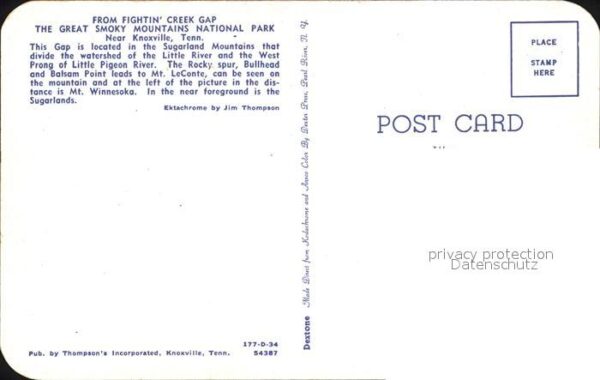 FROM FIGHTIN' CREEK GAP
THE GREAT SMOKY MOUNTAINS NATIONAL PARK
Near Knoxville, Tenn.
This Gap is located in the Sugarland Mountains that
divide the watershed of the Little River and the West
Prong of Little Pigeon River. The Rocky spur, Bullhead
and Balsam Point leads to Mt. LeConte, can be seen on
the mountain and at the left of the picture in the dis-
tance is Mt. Winnesoka. In the near foreground is the
Sugarlands.
Ektachrome by Jim Thompson
177-D-34
Pub. by Thompson's Incorporated, Knoxville, Tenn. 54387
Dextone Made Direct from Kodachrome and Ansco Color By Dexter Press, Pearl River, N. Y.
PLACE
STAMP
HERE
POST CARD
privacy protection
Datenschutz